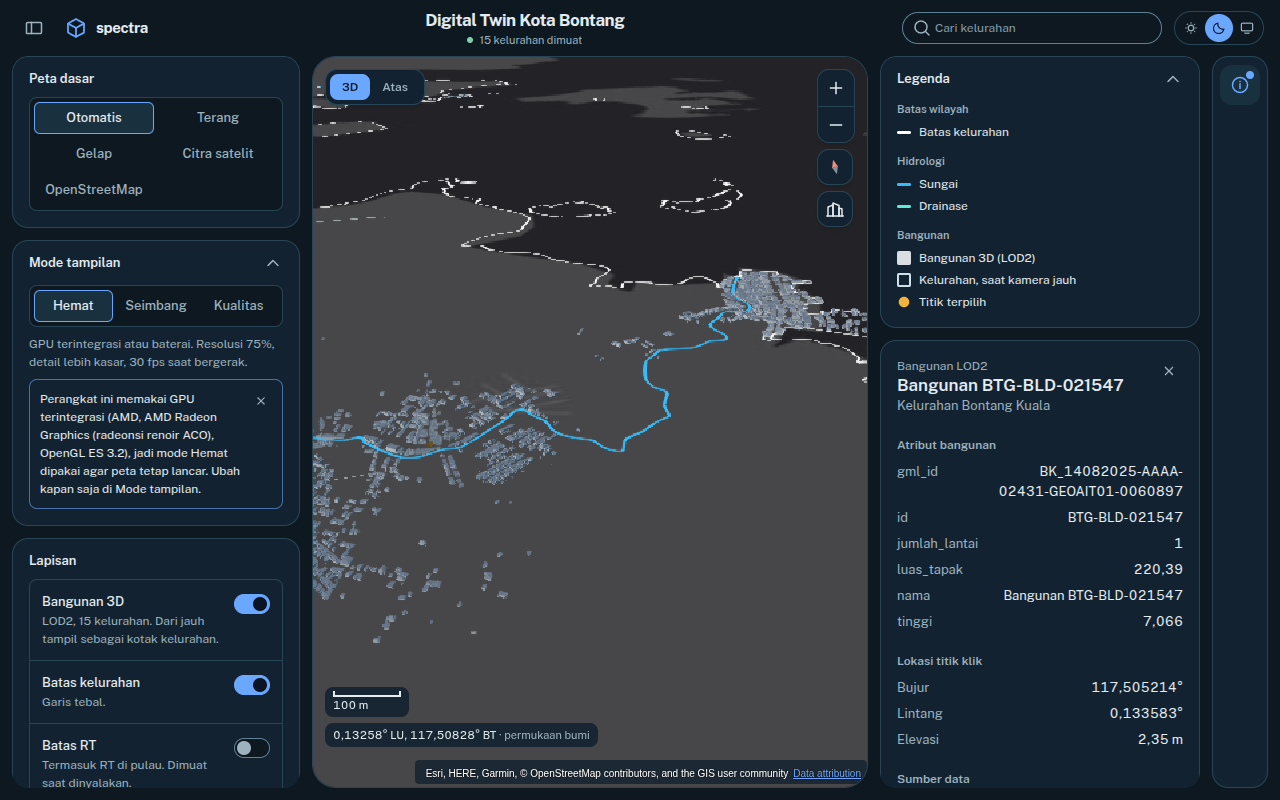 spectra
Digital Twin Kota Bontang
15 kelurahan dimuat
Cari kelurahan
Peta dasar
Otomatis
Terang
Gelap
Citra satelit
OpenStreetMap
Mode tampilan
Hemat
Seimbang
Kualitas
GPU terintegrasi atau baterai. Resolusi 75%,
detail lebih kasar, 30 fps saat bergerak.
Perangkat ini memakai GPU
terintegrasi (AMD, AMD Radeon
Graphics (radeonsi renoir ACO),
OpenGL ES 3.2), jadi mode Hemat
dipakai agar peta tetap lancar. Ubah
kapan saja di Mode tampilan.
Lapisan
Bangunan 3D
LOD2, 15 kelurahan. Dari jauh
tampil sebagai kotak kelurahan.
Batas kelurahan
Garis tebal.
Batas RT
Termasuk RT di pulau. Dimuat
saat dinyalakan.
3D
Atas
100 m
0,13258° LU, 117,50828° BT · permukaan bumi
Esri, HERE, Garmin, © OpenStreetMap contributors, and the GIS user community Data attribution
Legenda
Batas wilayah
Batas kelurahan
Hidrologi
Sungai
Drainase
Bangunan
Bangunan 3D (LOD2)
Kelurahan, saat kamera jauh
Titik terpilih
Bangunan LOD2
Bangunan BTG-BLD-021547
Kelurahan Bontang Kuala
Atribut bangunan
gml_id BK_14082025-AAAA-
02431-GEOAIT01-0060897
id BTG-BLD-021547
jumlah_lantai 1
luas_tapak 220,39
nama Bangunan BTG-BLD-021547
tinggi 7,066
Lokasi titik klik
Bujur 117,505214°
Lintang 0,133583°
Elevasi 2,35 m
Sumber data